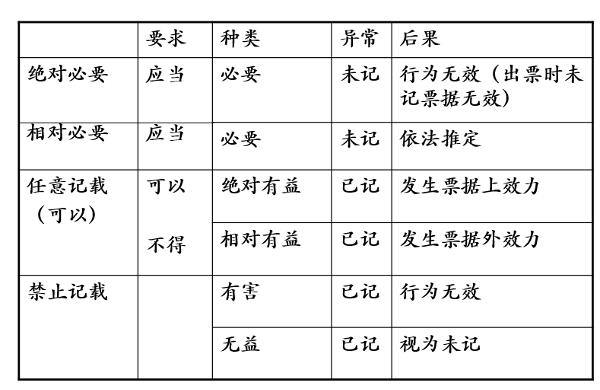 要求 种类 异常 后果
绝对必要 应当 必要 未记 行为无效（出票时未
记票据无效）
相对必要 应当 必要 未记 依法推定
任意记载 可以 绝对有益 已记 发生票据上效力
（可以）
不得 相对有益 已记 发生票据外效力
禁止记载 有害 已记 行为无效
无益 已记 视为未记